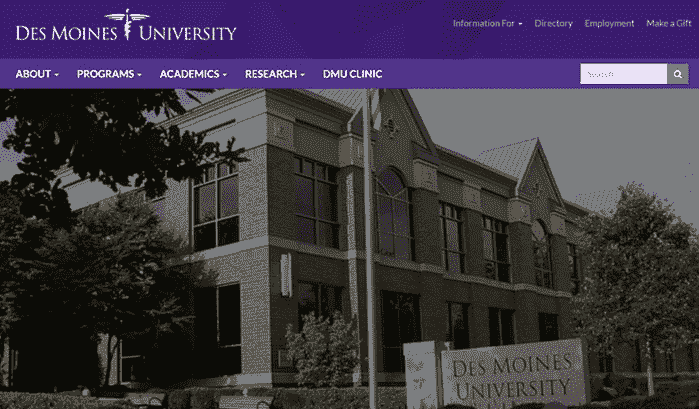 DES MOINES UNIVERSITY
Information For Directory Employment Make a Gift
ABOUT PROGRAMS ACADEMICS RESEARCH DMU CLINIC Search
DES MOINES
UNIVERSITY